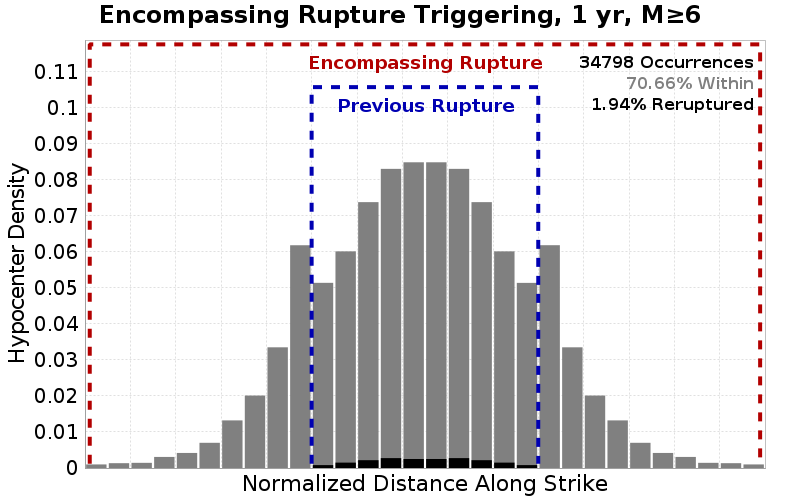 Encompassing Rupture Triggering, 1 yr, M≥6
Encompassing Rupture
34798 Occurrences
70.66% Within
1.94% Reruptured
Previous Rupture
Hypocenter Density
0.11
0.1
0.09
0.08
0.07
0.06
0.05
0.04
0.03
0.02
0.01
0
Normalized Distance Along Strike